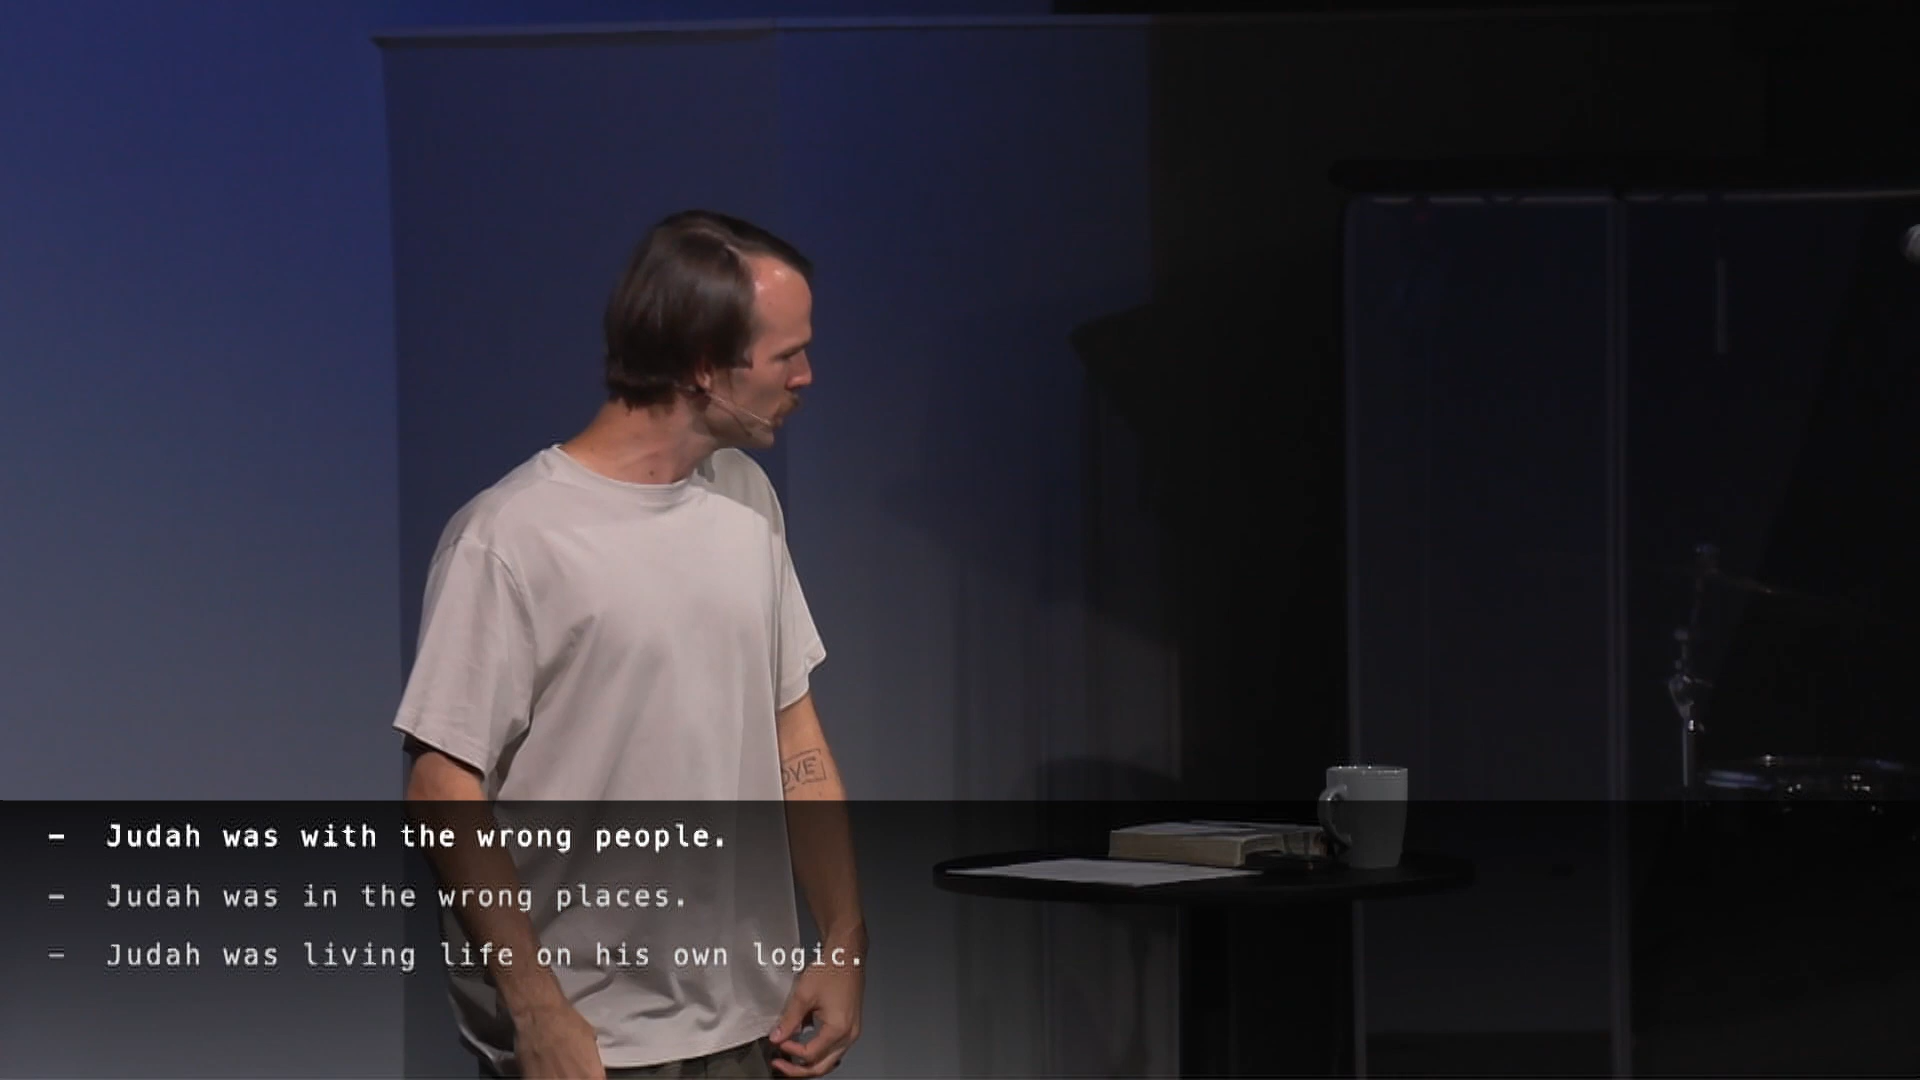 - Judah was with the wrong people.
- Judah was in the wrong places.
- Judah was living life on his own logic.
OVE